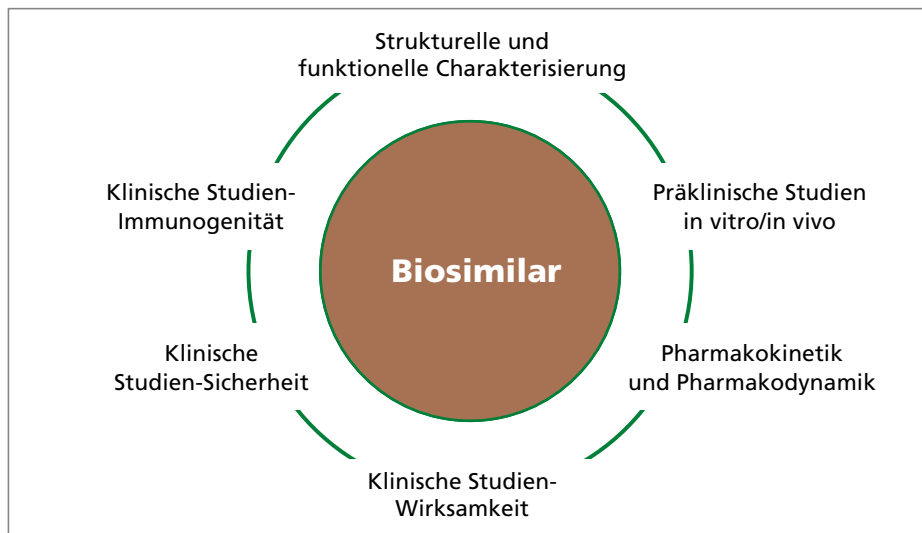 Strukturelle und
funktionelle Charakterisierung
Klinische Studien-
Immunogenität
Präklinische Studien
in vitro/in vivo
Biosimilar
Klinische
Studien-Sicherheit
Pharmakokinetik
und Pharmakodynamik
Klinische Studien-
Wirksamkeit